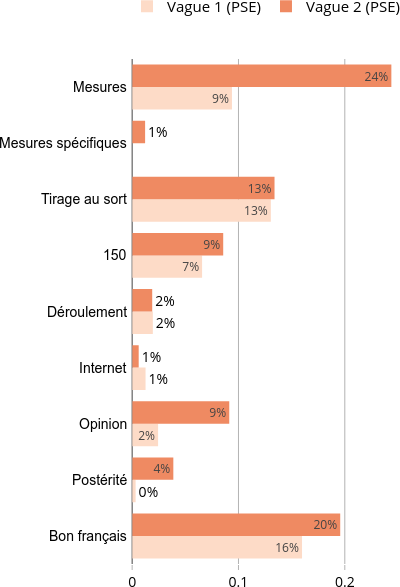 Vague 1 (PSE) Vague 2 (PSE)
Mesures 24%
9%
Mesures spécifiques 1%
Tirage au sort 13%
13%
150 9%
7%
Déroulement 2%
2%
Internet 1%
1%
Opinion 9%
2%
Postérité 4%
0%
Bon français 20%
16%
0 0.1 0.2